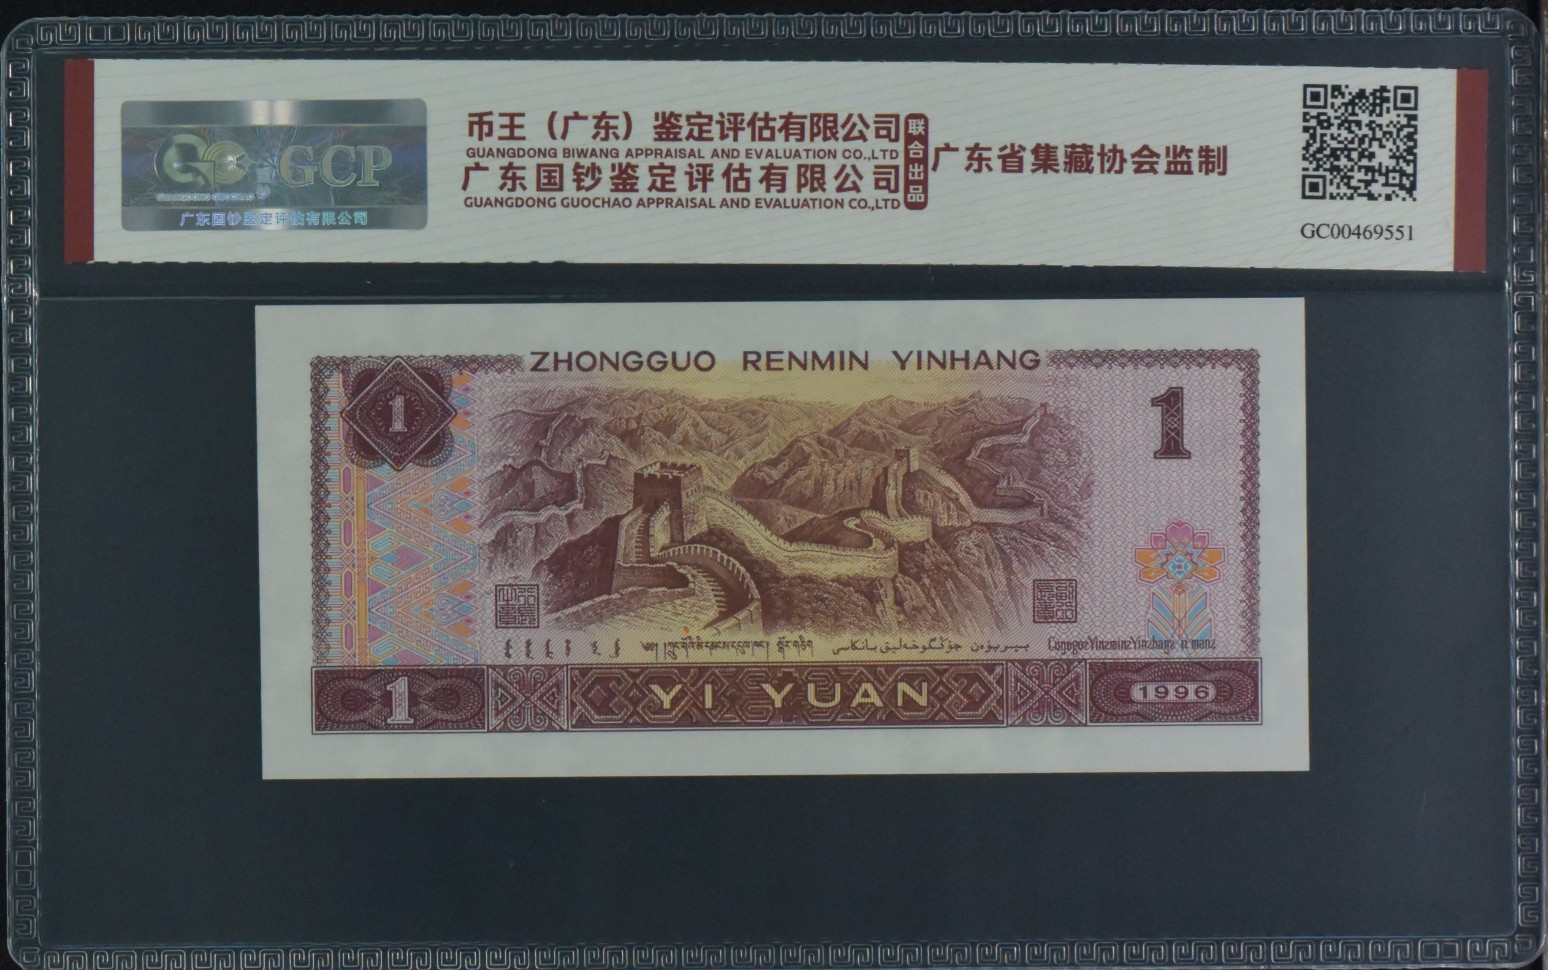 币王（广东）鉴定评估有限公司
GUANGDONG BIWANG APPRAISAL AND EVALUATION CO.,LTD
广东国钞鉴定评估有限公司
GUANGDONG GUOCHAO APPRAISAL AND EVALUATION CO.,LTD
联合出品
广东省集藏协会监制
GCP
广东国钞鉴定评估有限公司
GC00469551
ZHONGGUO RENMIN YINHANG
1
1
1
YI YUAN
1996